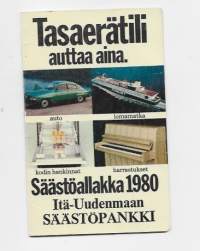 Tasaerätili
auttaa aina.
auto
lomamatka
kodin hankinnat
harrastukset
Säästöallakka 1980
Itä-Uudenmaan
SÄÄSTÖPANKKI